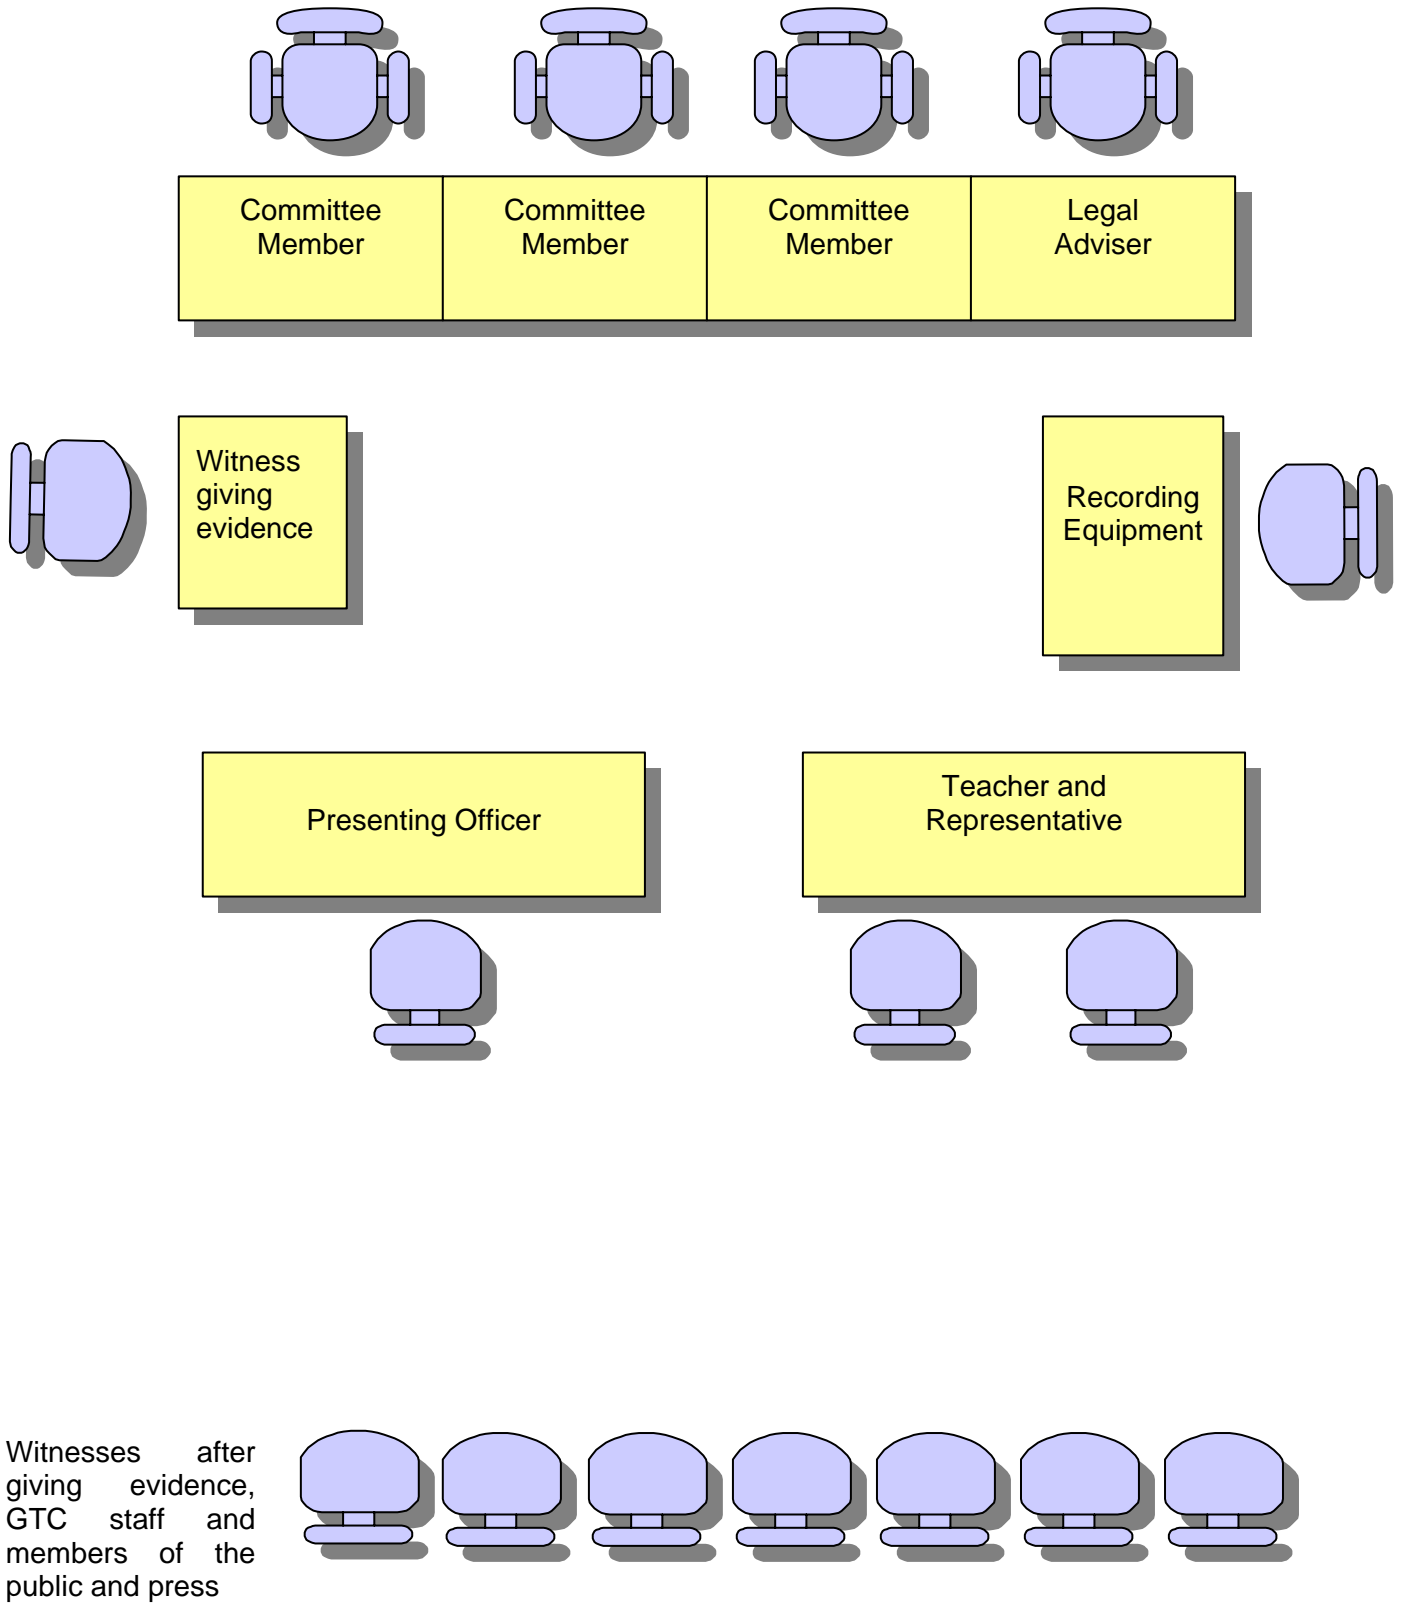 Committee
Member
Committee
Member
Committee
Member
Legal
Adviser
Witness
giving
evidence
Recording
Equipment
Presenting Officer
Teacher and
Representative
Witnesses after
giving evidence,
GTC staff and
members of the
public and press